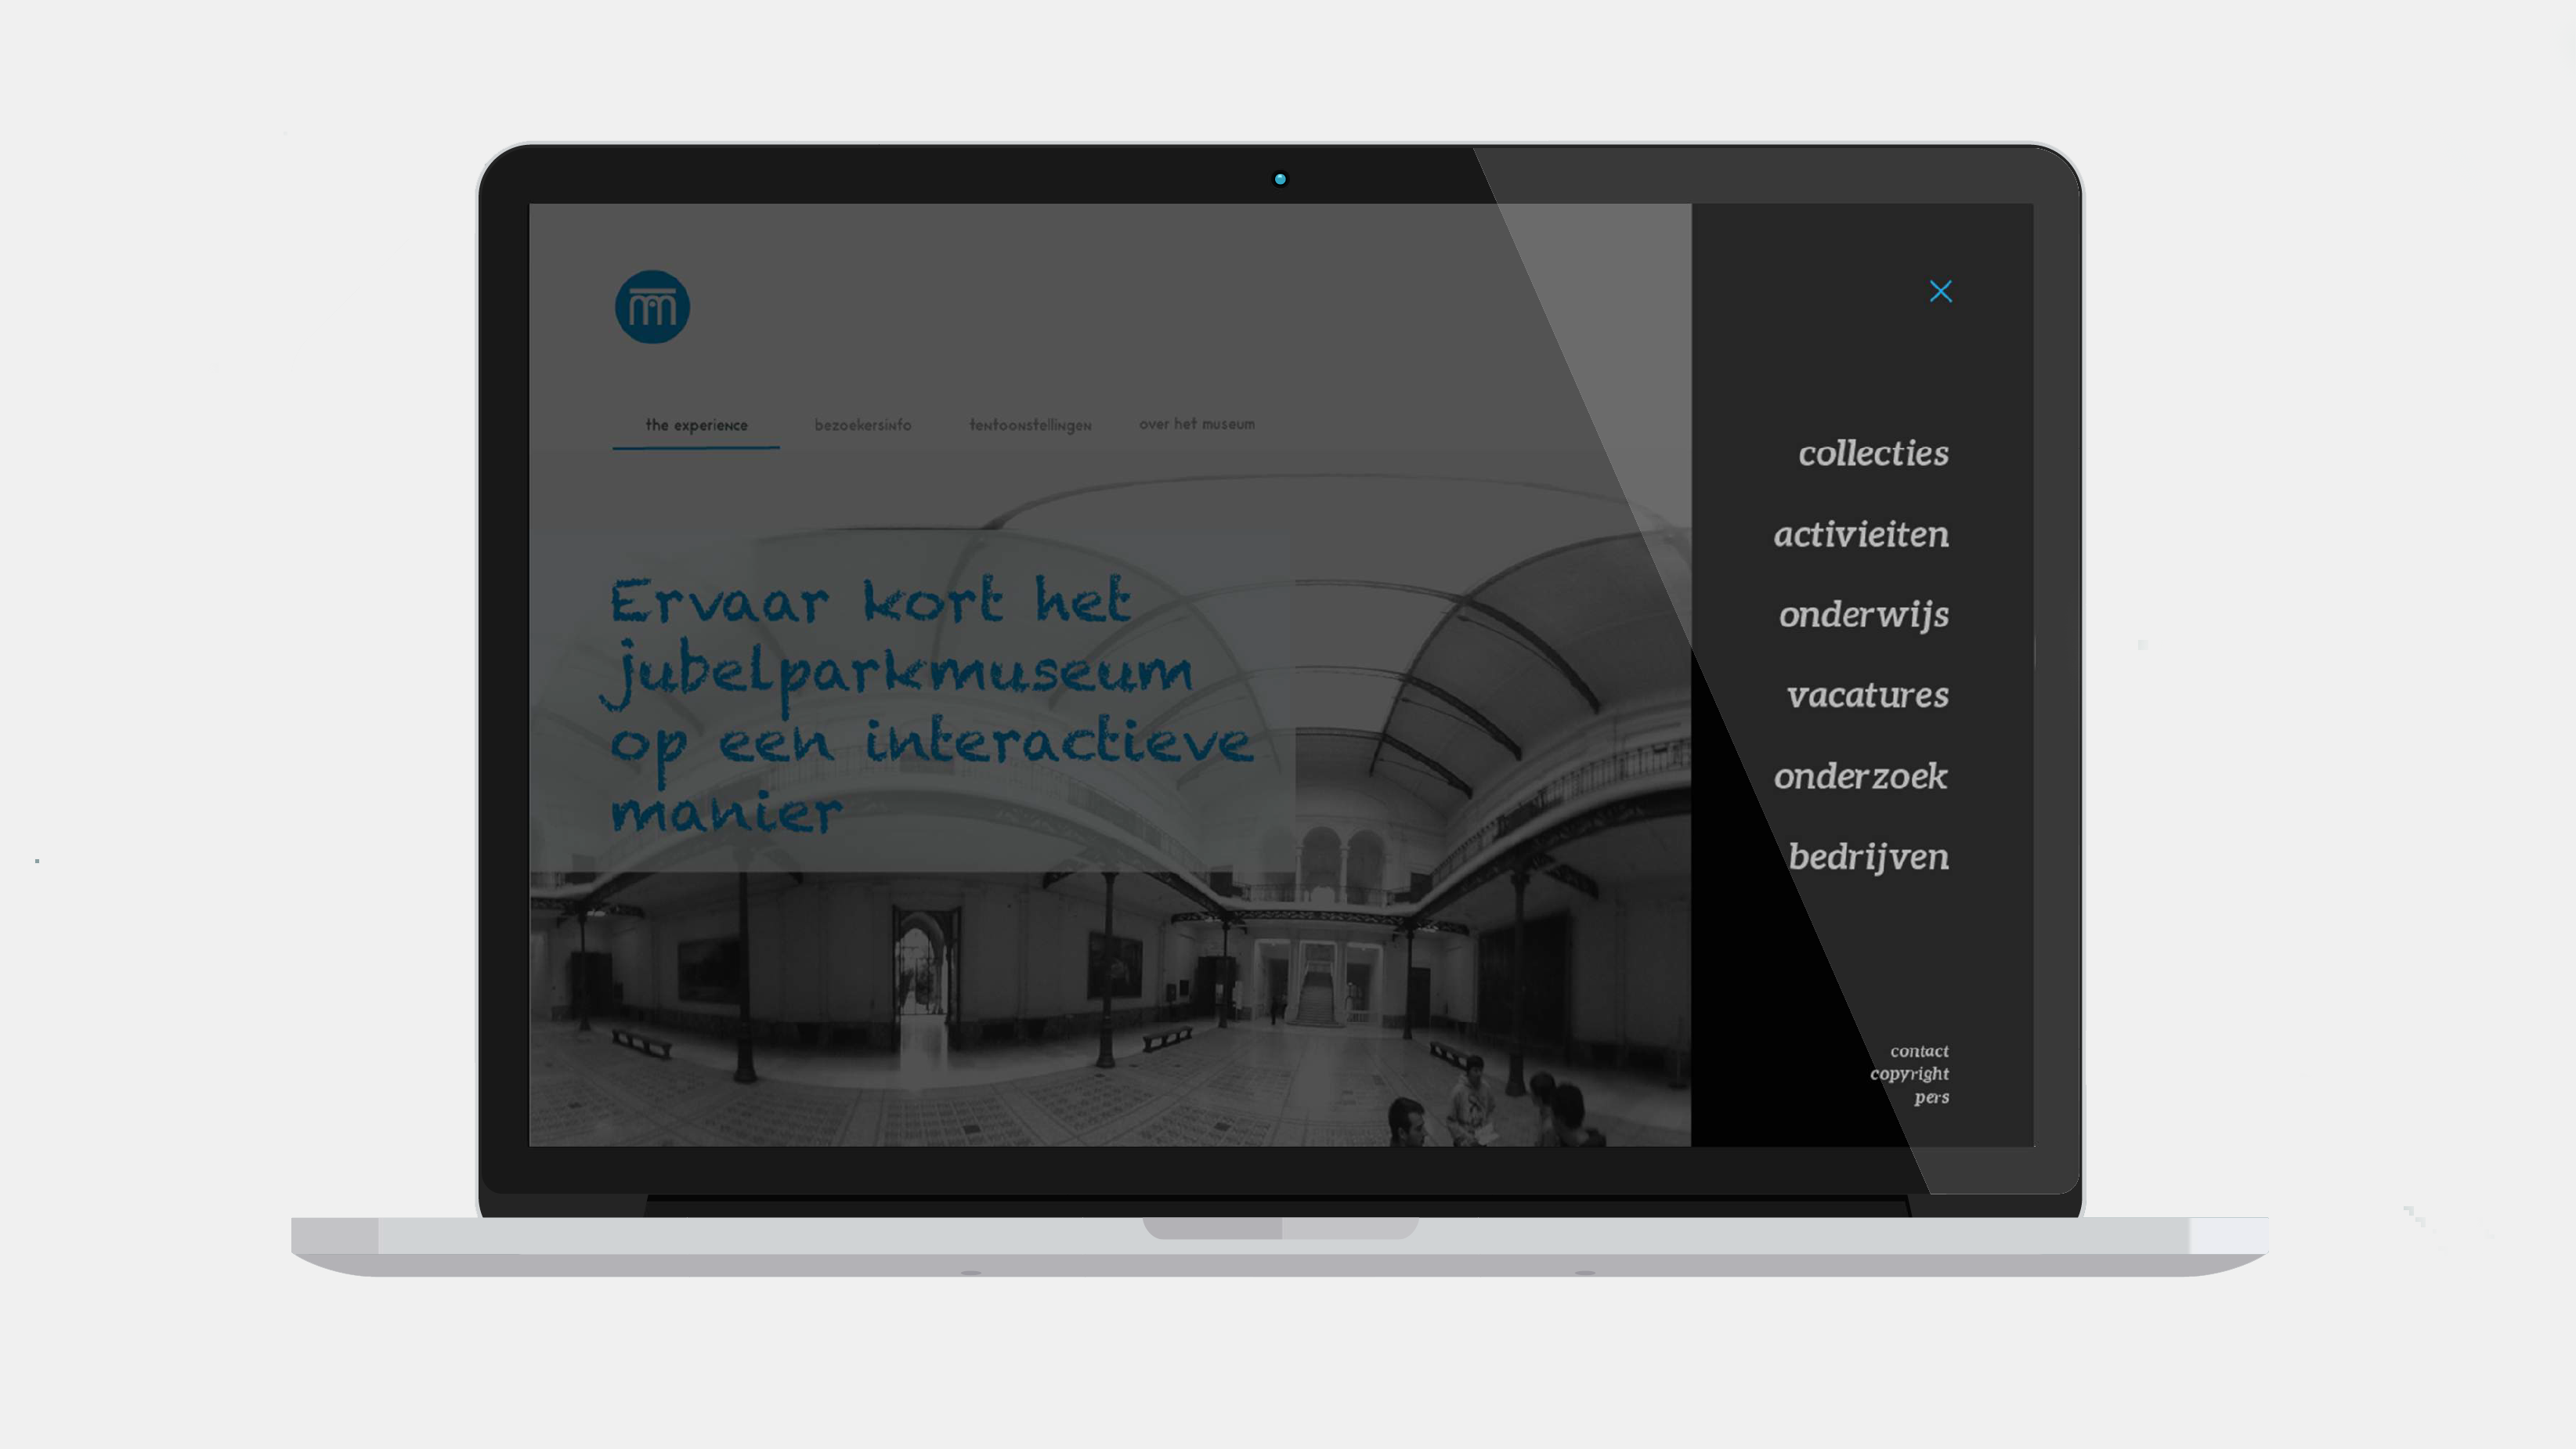 the experience bezoekersinfo tentoonstellingen over het museum
Ervaar kort het
jubelparkmuseum
op een interactieve
manier
collecties
activieiten
onderwijs
vacatures
onderzoek
bedrijven
contact
copyright
pers